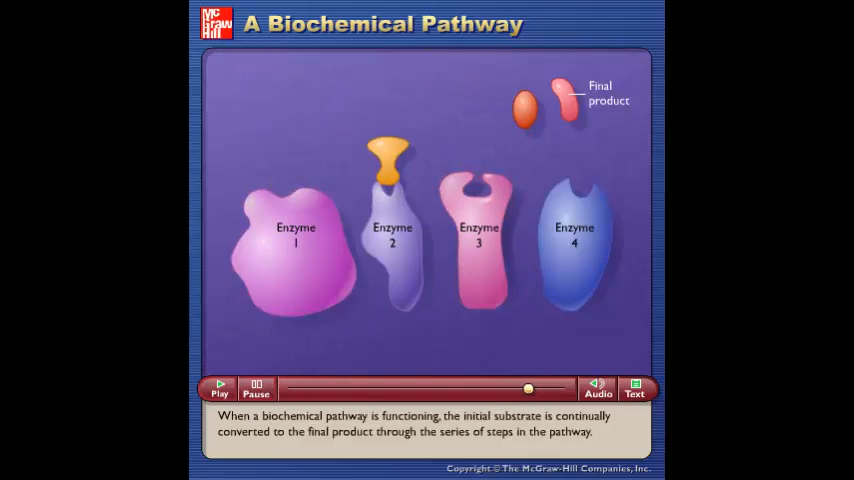 Mc
Graw
Hill
A Biochemical Pathway
Final
product
Enzyme
1
Enzyme
2
Enzyme
3
Enzyme
4
Play
Pause
Audio
Text
When a biochemical pathway is functioning, the initial substrate is continually
converted to the final product through the series of steps in the pathway.
Copyright © The McGraw-Hill Companies, Inc.